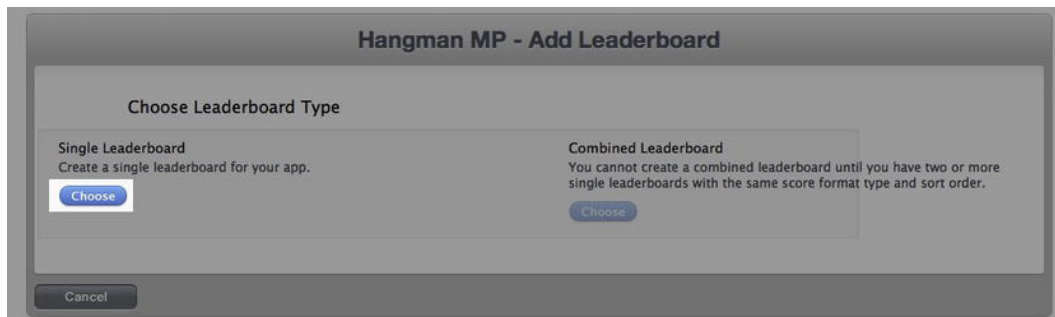 Hangman MP - Add Leaderboard
Choose Leaderboard Type
Single Leaderboard
Create a single leaderboard for your app.
Choose
Combined Leaderboard
You cannot create a combined leaderboard until you have two or more
single leaderboards with the same score format type and sort order.
Choose
Cancel